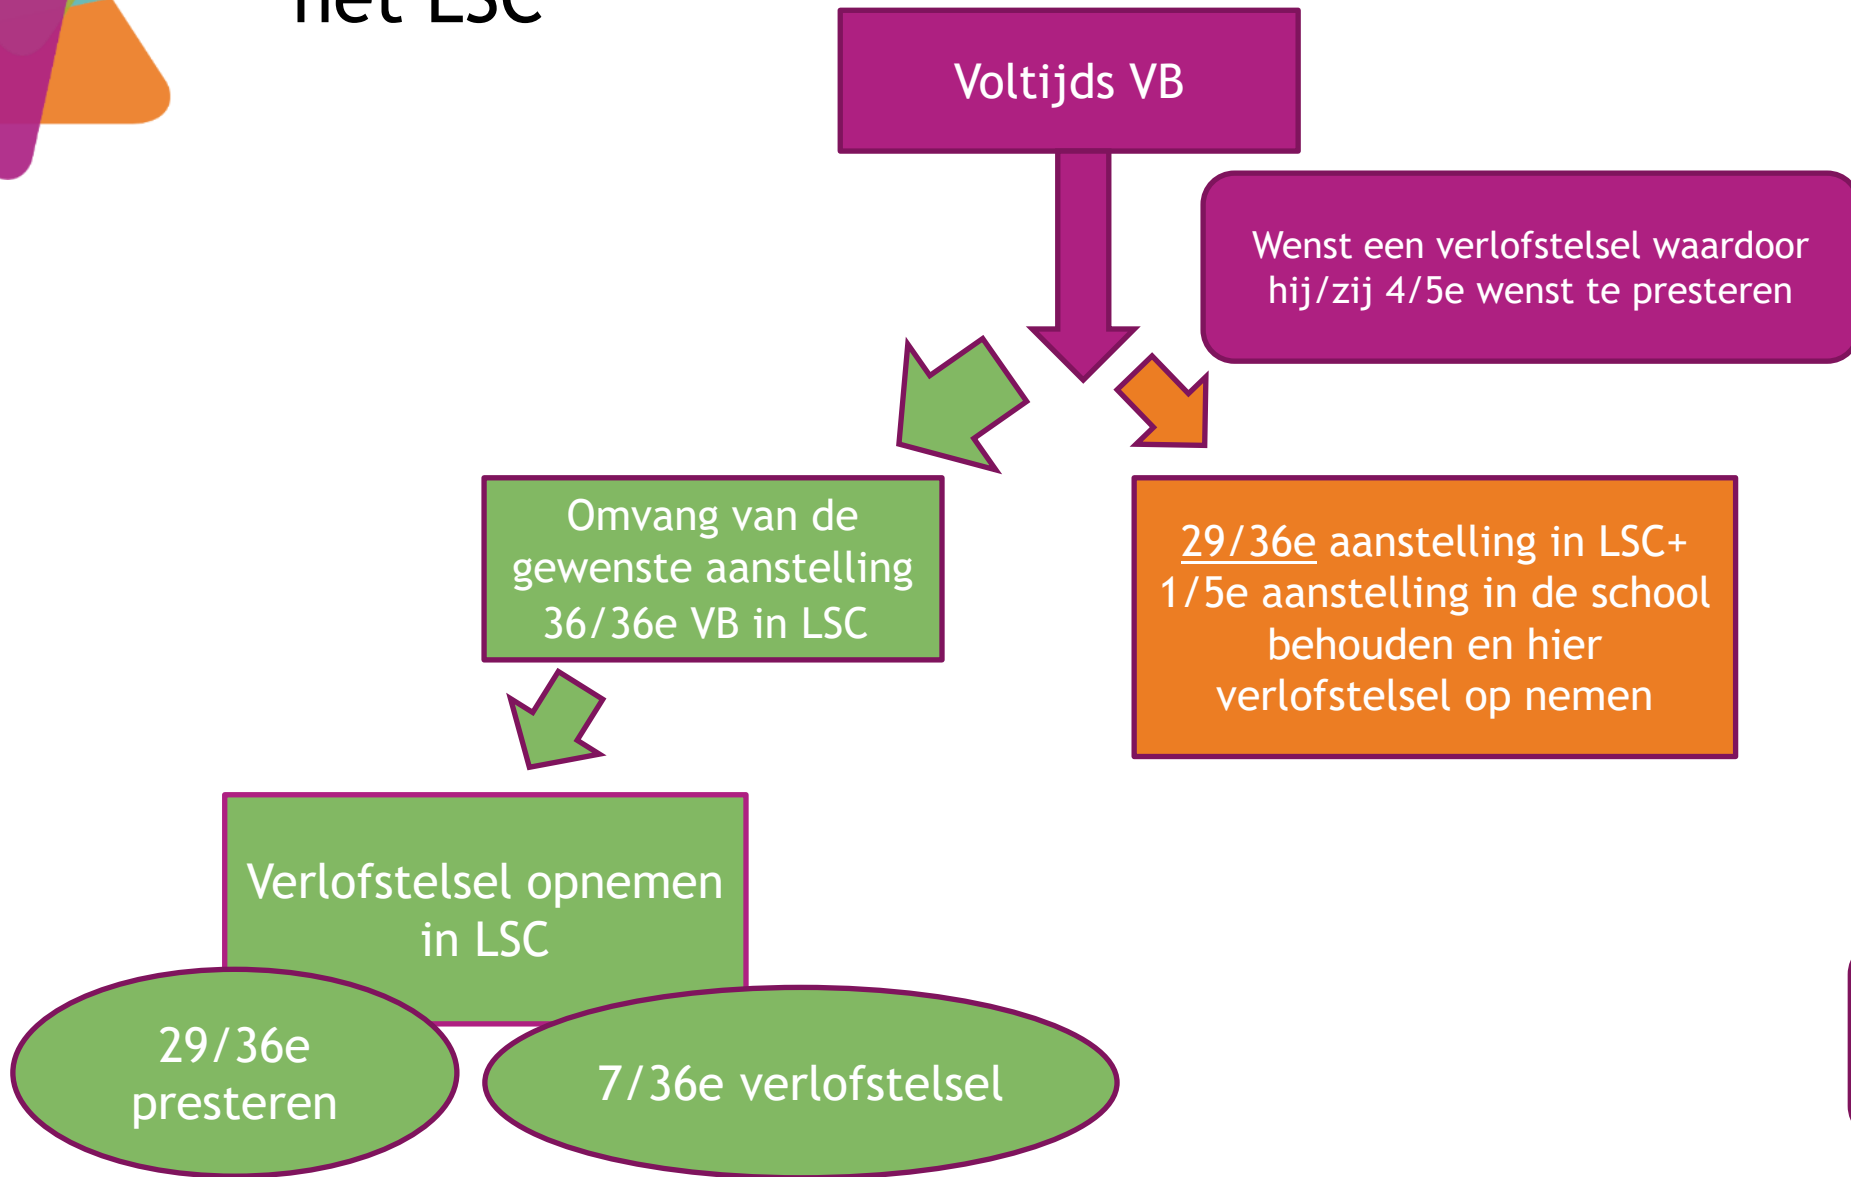 het LSC
Voltijds VB
Wenst een verlofstelsel waardoor
hij/zij 4/5e wenst te presteren
Omvang van de
gewenste aanstelling
36/36e VB in LSC
29/36e aanstelling in LSC+
1/5e aanstelling in de school
behouden en hier
verlofstelsel op nemen
Verlofstelsel opnemen
in LSC
29/36e
presteren
7/36e verlofstelsel